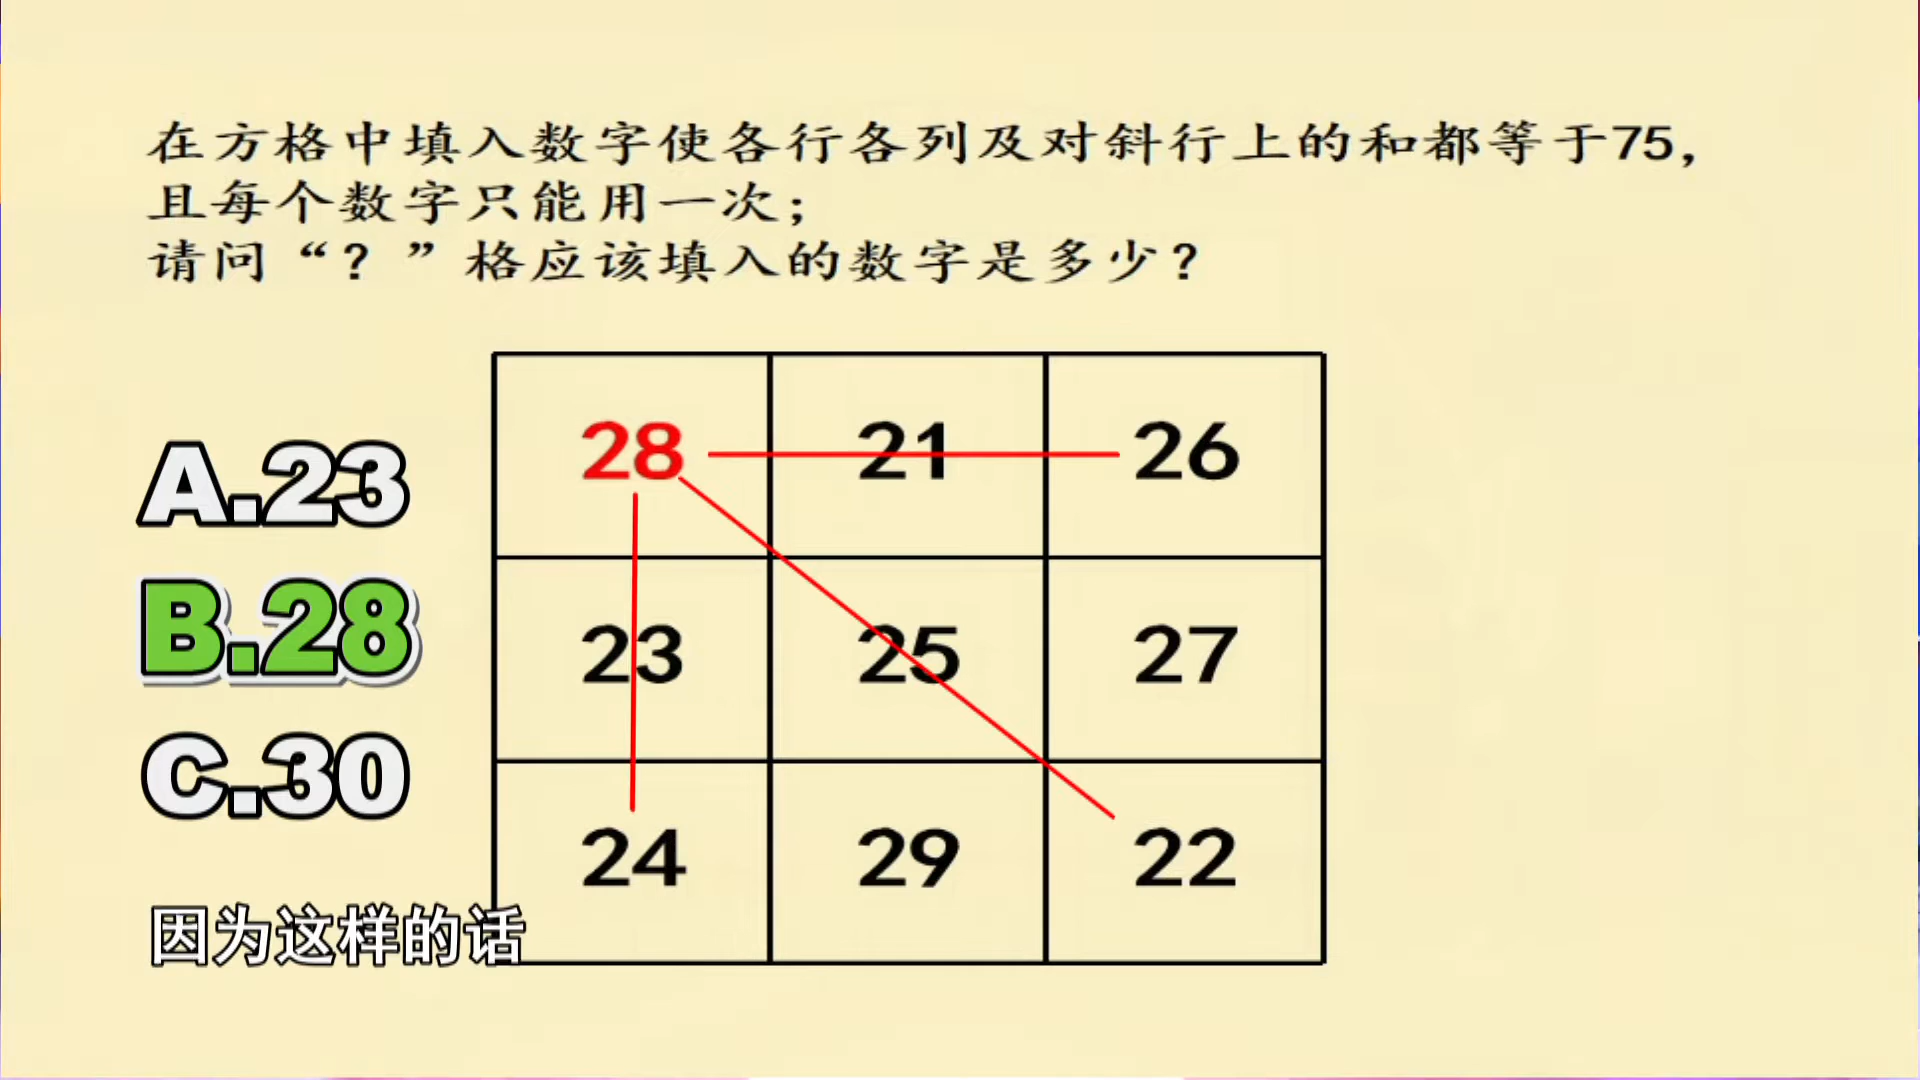 在方格中填入数字使各行各列及对斜行上的和都等于75，
且每个数字只能用一次；
请问“？”格应该填入的数字是多少？
A.23
B.28
C.30
28 21 26
23 25 27
24 29 22
因为这样的话